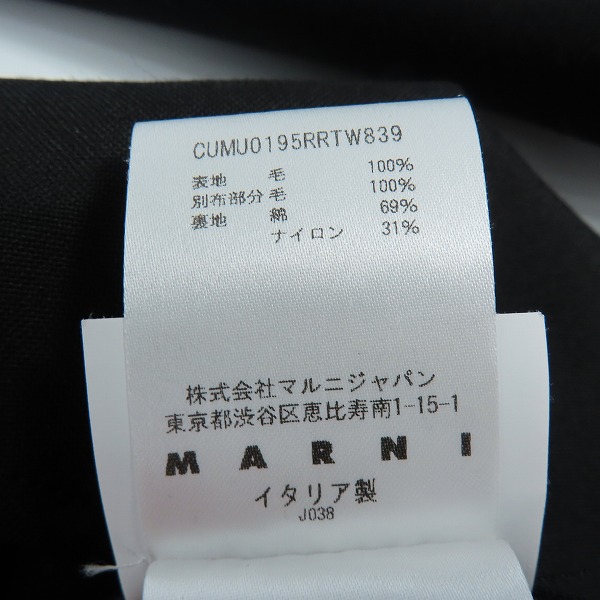 CUMU0195RRTW839
表地 毛 100%
別布部分 毛 100%
裏地 綿 69%
ナイロン 31%
株式会社マルニジャパン
東京都渋谷区恵比寿南1-15-1
MARNI
イタリア製
J038